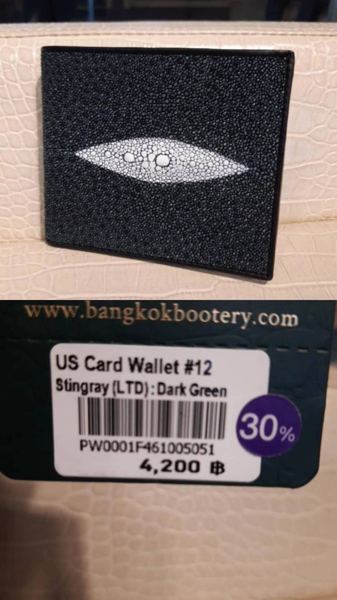 www.bangkokbootery.com
US Card Wallet #12
Stingray (LTD) : Dark Green
30%
PW0001F461005051
4,200 ฿